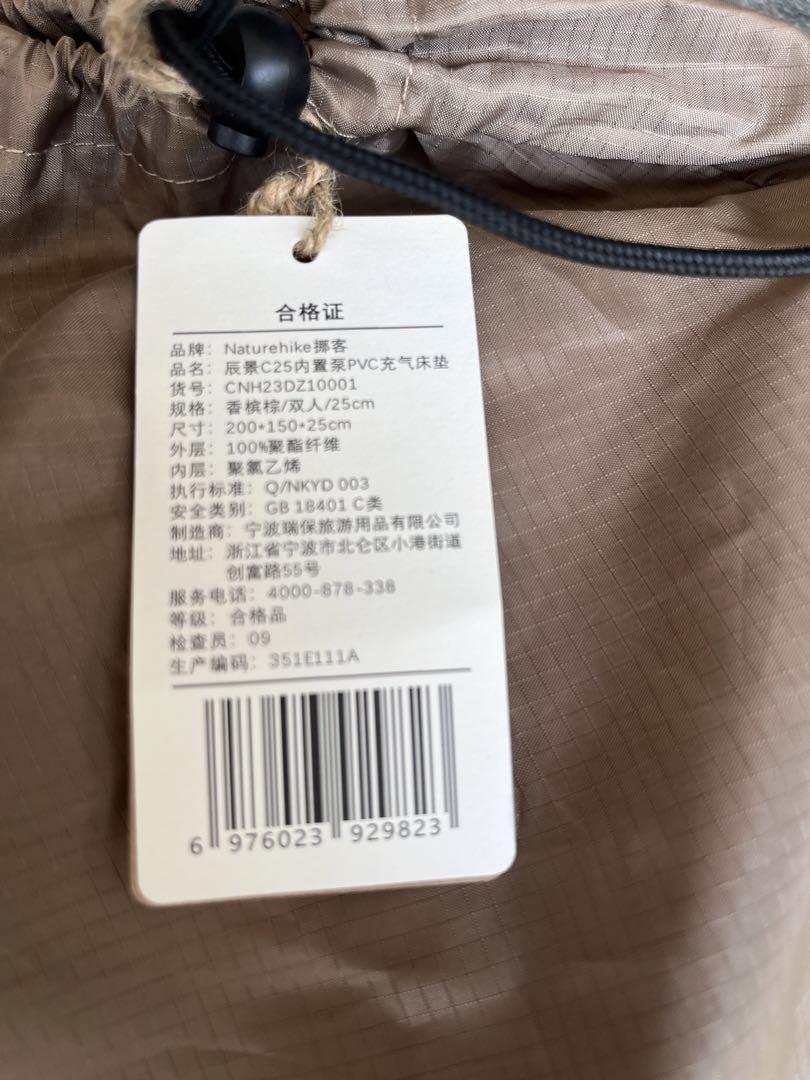 合格证
品牌：Naturehike挪客
品名：辰景C25内置泵PVC充气床垫
货号：CNH23DZ10001
规格：香槟棕/双人/25cm
尺寸：200*150*25cm
外层：100%聚酯纤维
内层：聚氯乙烯
执行标准：Q/NKYD 003
安全类别：GB 18401 C类
制造商：宁波瑞保旅游用品有限公司
地址：浙江省宁波市北仑区小港街道
创富路55号
服务电话：4000-878-338
等级：合格品
检查员：09
生产编码：351E111A
6 976023 929823